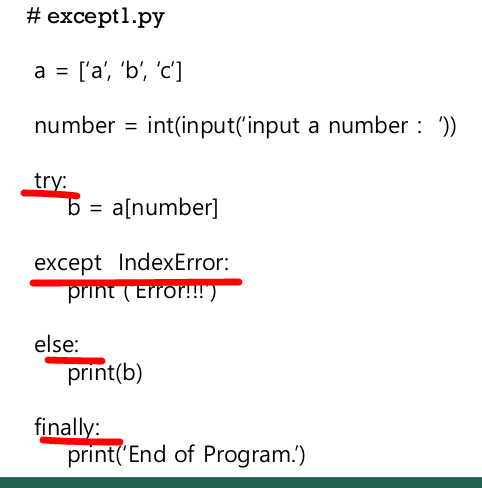 # except1.py
a = [‘a’, ‘b’, ‘c’]
number = int(input(‘input a number :  ‘))
try:
b = a[number]
except  IndexError:
print (‘Error!!!’)
else:
print(b)
finally:
print(‘End of Program.’)